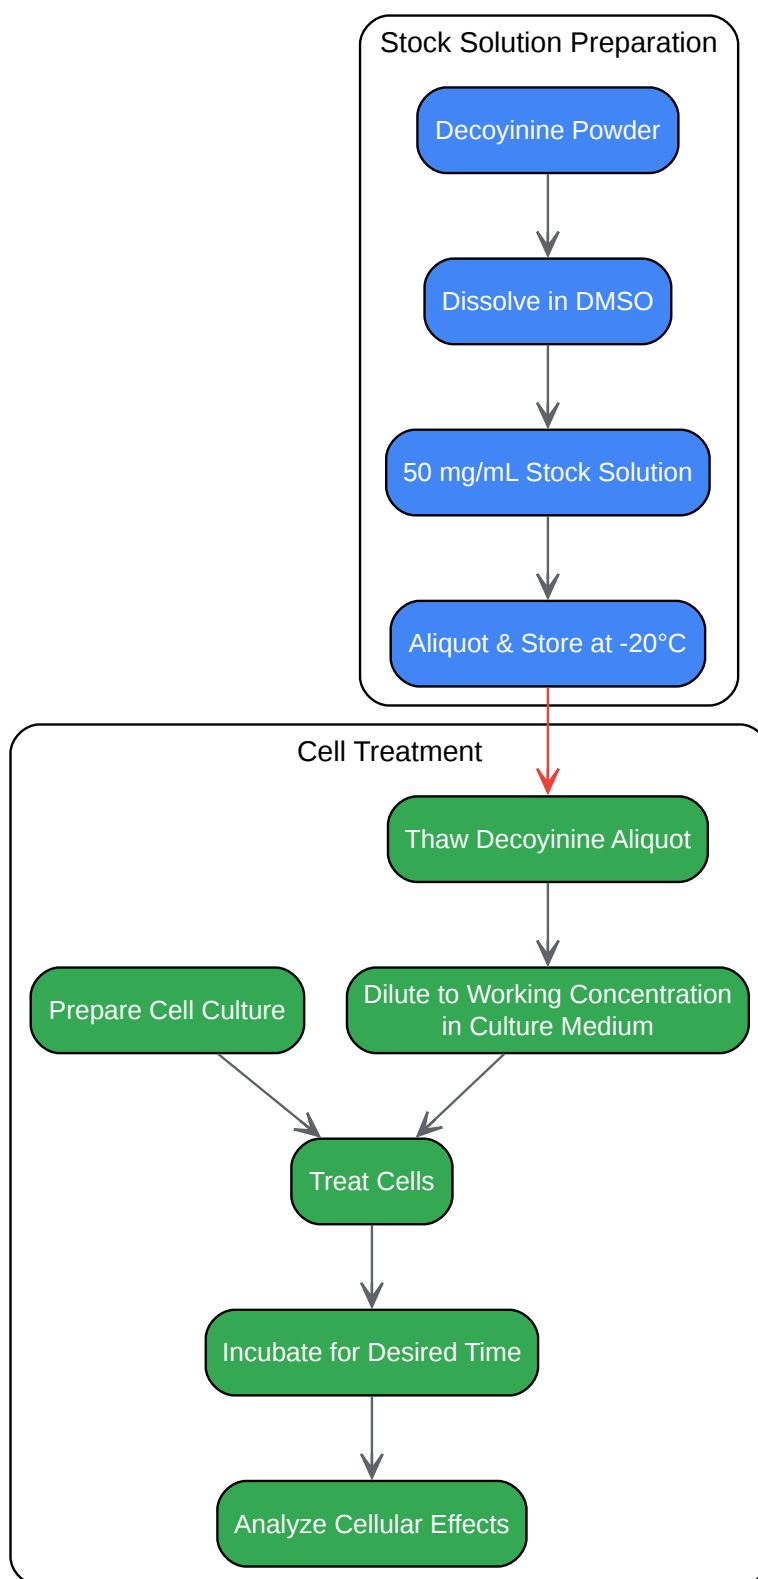 Stock Solution Preparation
Decoyinine Powder
Dissolve in DMSO
50 mg/mL Stock Solution
Aliquot & Store at -20°C
Cell Treatment
Thaw Decoyinine Aliquot
Prepare Cell Culture
Dilute to Working Concentration
in Culture Medium
Treat Cells
Incubate for Desired Time
Analyze Cellular Effects